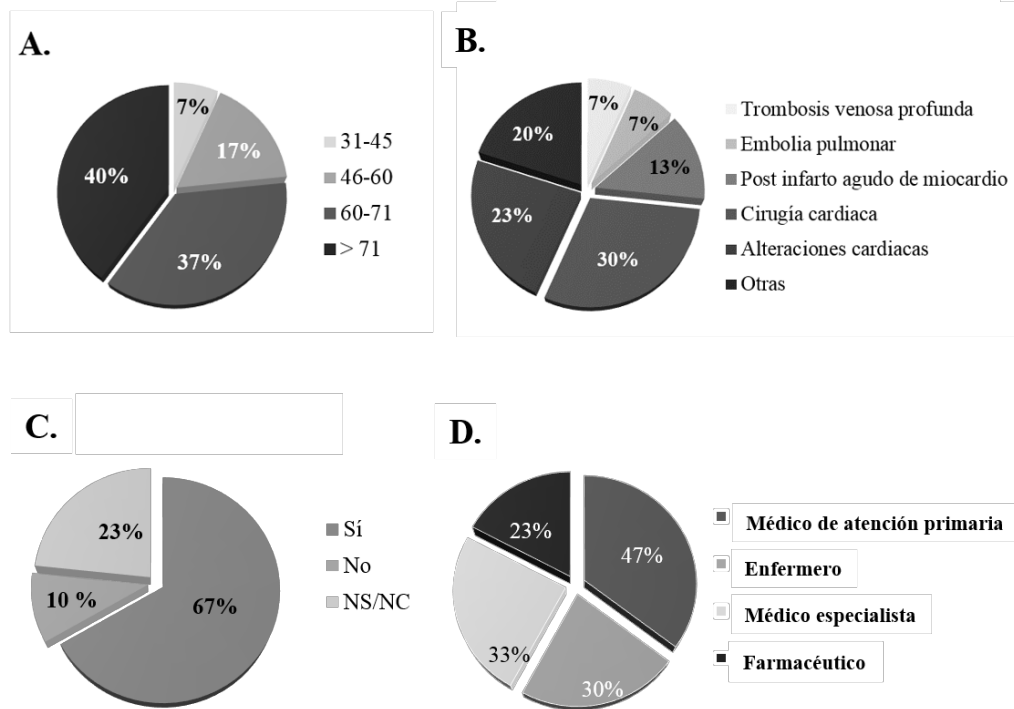 A.
7%
17%
37%
40%
31-45
46-60
60-71
> 71
B.
7%
7%
13%
30%
23%
20%
Trombosis venosa profunda
Embolia pulmonar
Post infarto agudo de miocardio
Cirugía cardiaca
Alteraciones cardiacas
Otras
C.
23%
10 %
67%
Sí
No
NS/NC
D.
23%
47%
33%
30%
Médico de atención primaria
Enfermero
Médico especialista
Farmacéutico